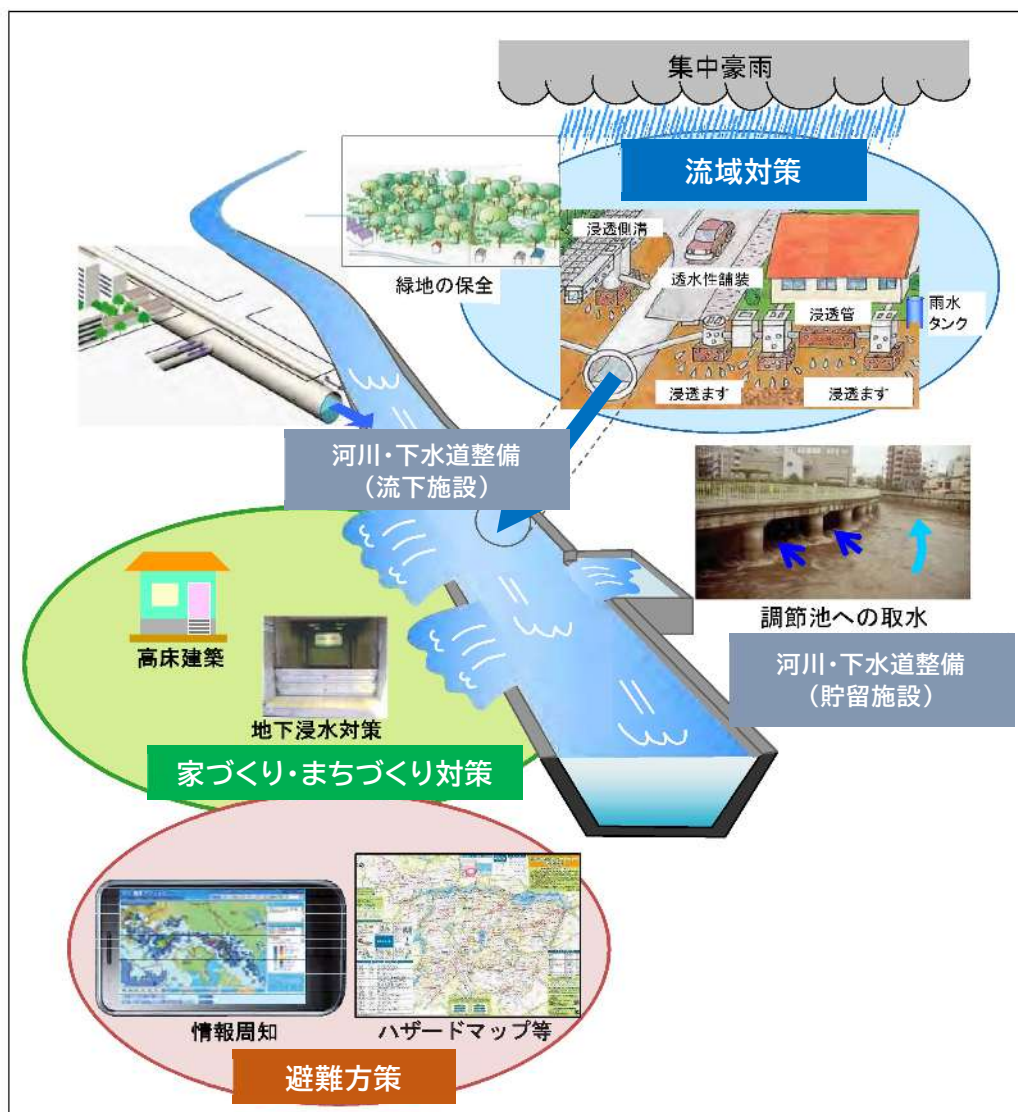 集中豪雨
流域対策
浸透側溝
透水性舗装
緑地の保全
浸透管
雨水
タンク
浸透ます
浸透ます
河川・下水道整備
（流下施設）
調節池への取水
河川・下水道整備
（貯留施設）
高床建築
地下浸水対策
家づくり・まちづくり対策
情報周知
ハザードマップ等
避難方策